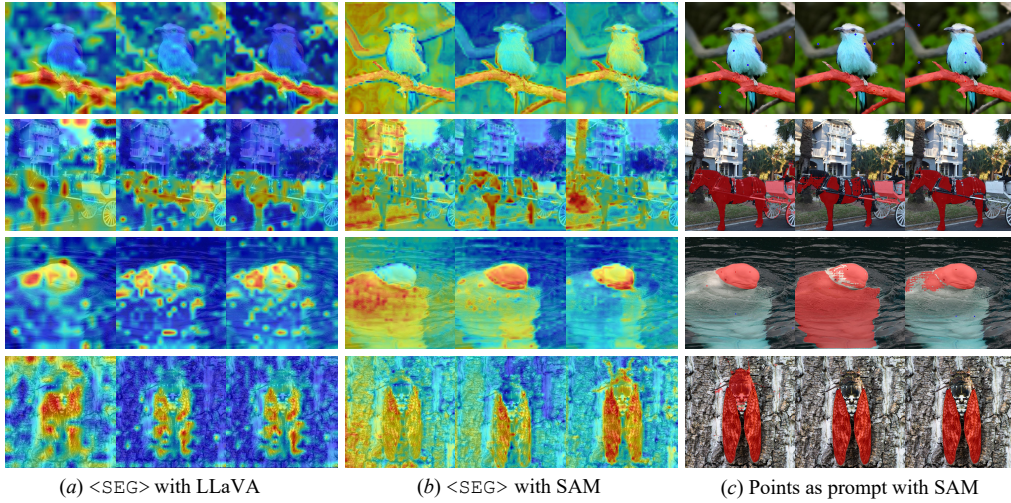 (a) <SEG> with LLaVA
(b) <SEG> with SAM
(c) Points as prompt with SAM